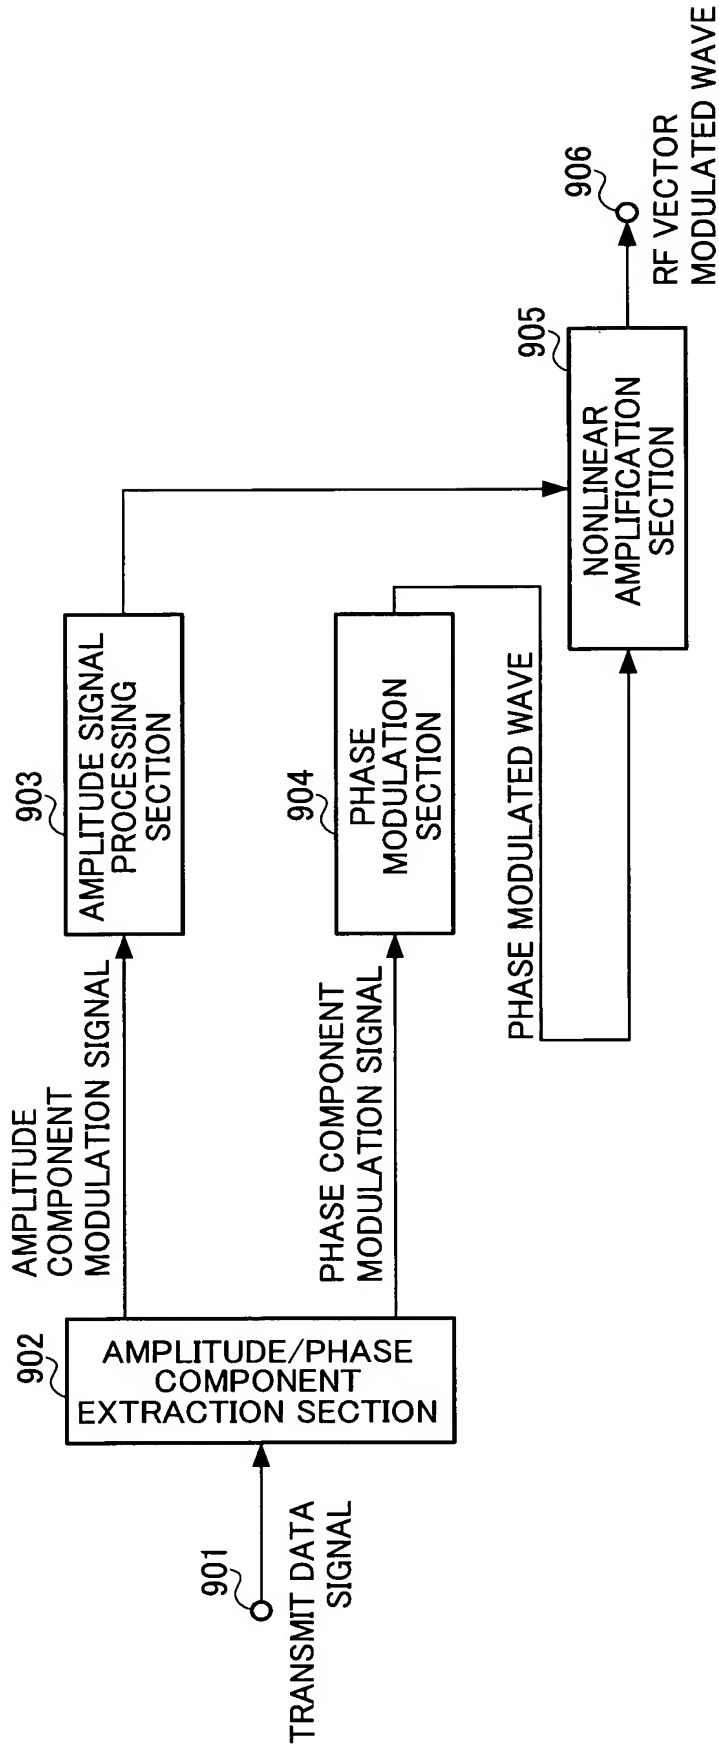 901
TRANSMIT DATA
SIGNAL
902
AMPLITUDE/PHASE
COMPONENT
EXTRACTION SECTION
AMPLITUDE
COMPONENT
MODULATION SIGNAL
PHASE COMPONENT
MODULATION SIGNAL
903
AMPLITUDE SIGNAL
PROCESSING
SECTION
904
PHASE
MODULATION
SECTION
PHASE MODULATED WAVE
905
NONLINEAR
AMPLIFICATION
SECTION
906
RF VECTOR
MODULATED WAVE